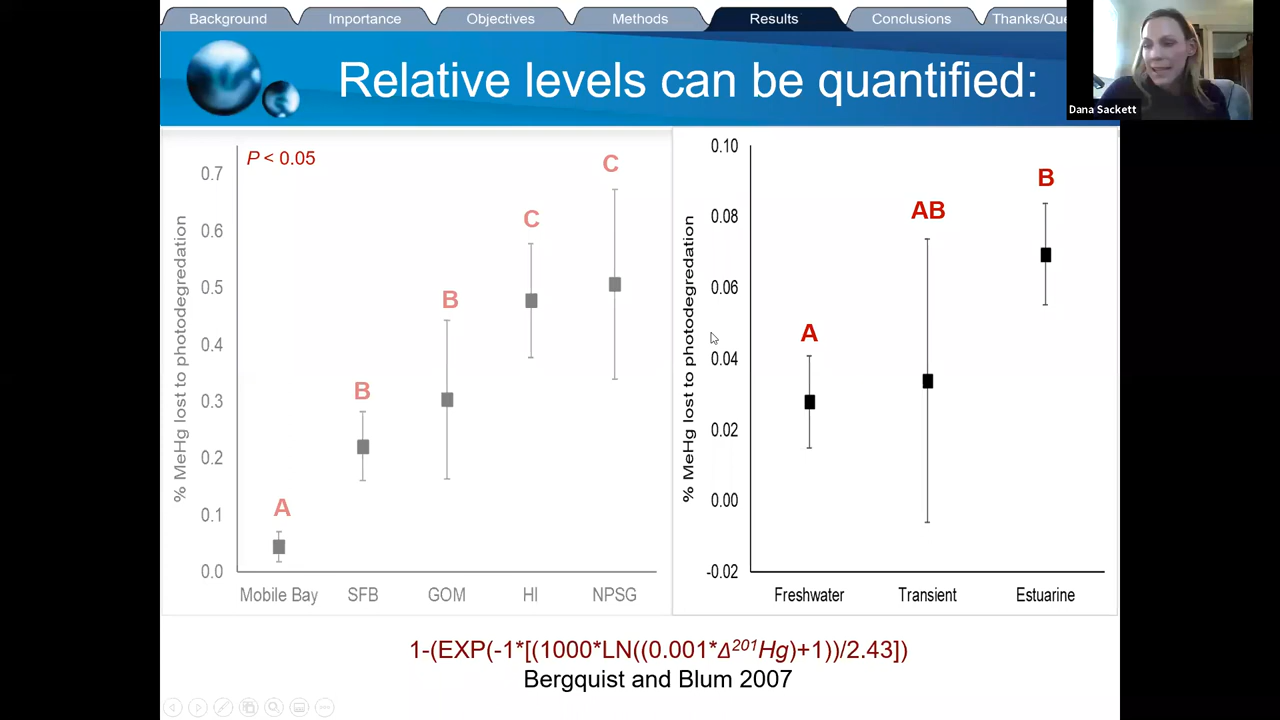 Background Importance Objectives Methods Results Conclusions Thanks/Que
Relative levels can be quantified:
Dana Sackett
P < 0.05
% MeHg lost to photodegredation
0.7
0.6
0.5
0.4
0.3
0.2
0.1
0.0
A
B
B
C
C
Mobile Bay SFB GOM HI NPSG
% MeHg lost to photodegredation
0.10
0.08
0.06
0.04
0.02
0.00
-0.02
A
AB
B
Freshwater Transient Estuarine
1-(EXP(-1*[(1000*LN((0.001*Δ²⁰¹Hg)+1))/2.43])
Bergquist and Blum 2007